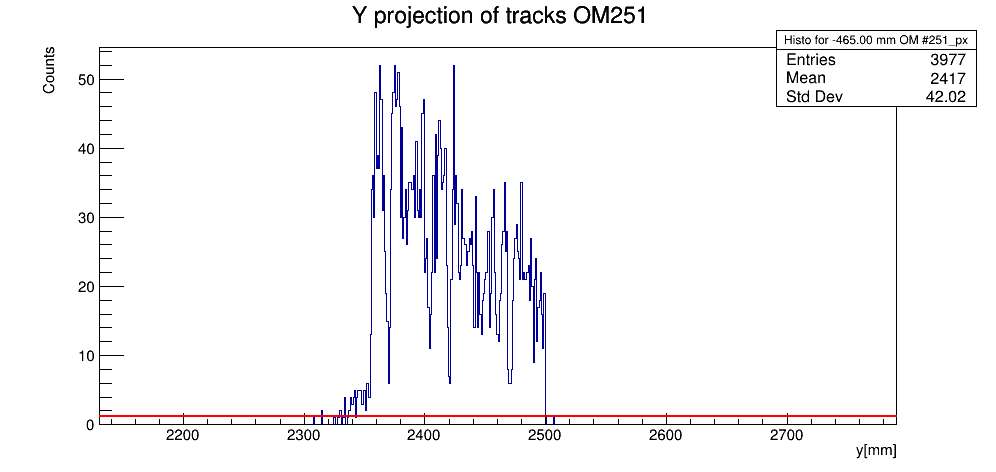 Y projection of tracks OM251
Histo for -465.00 mm OM #251_px
Entries 3977
Mean 2417
Std Dev 42.02
Counts
50
40
30
20
10
0
2200 2300 2400 2500 2600 2700
y[mm]